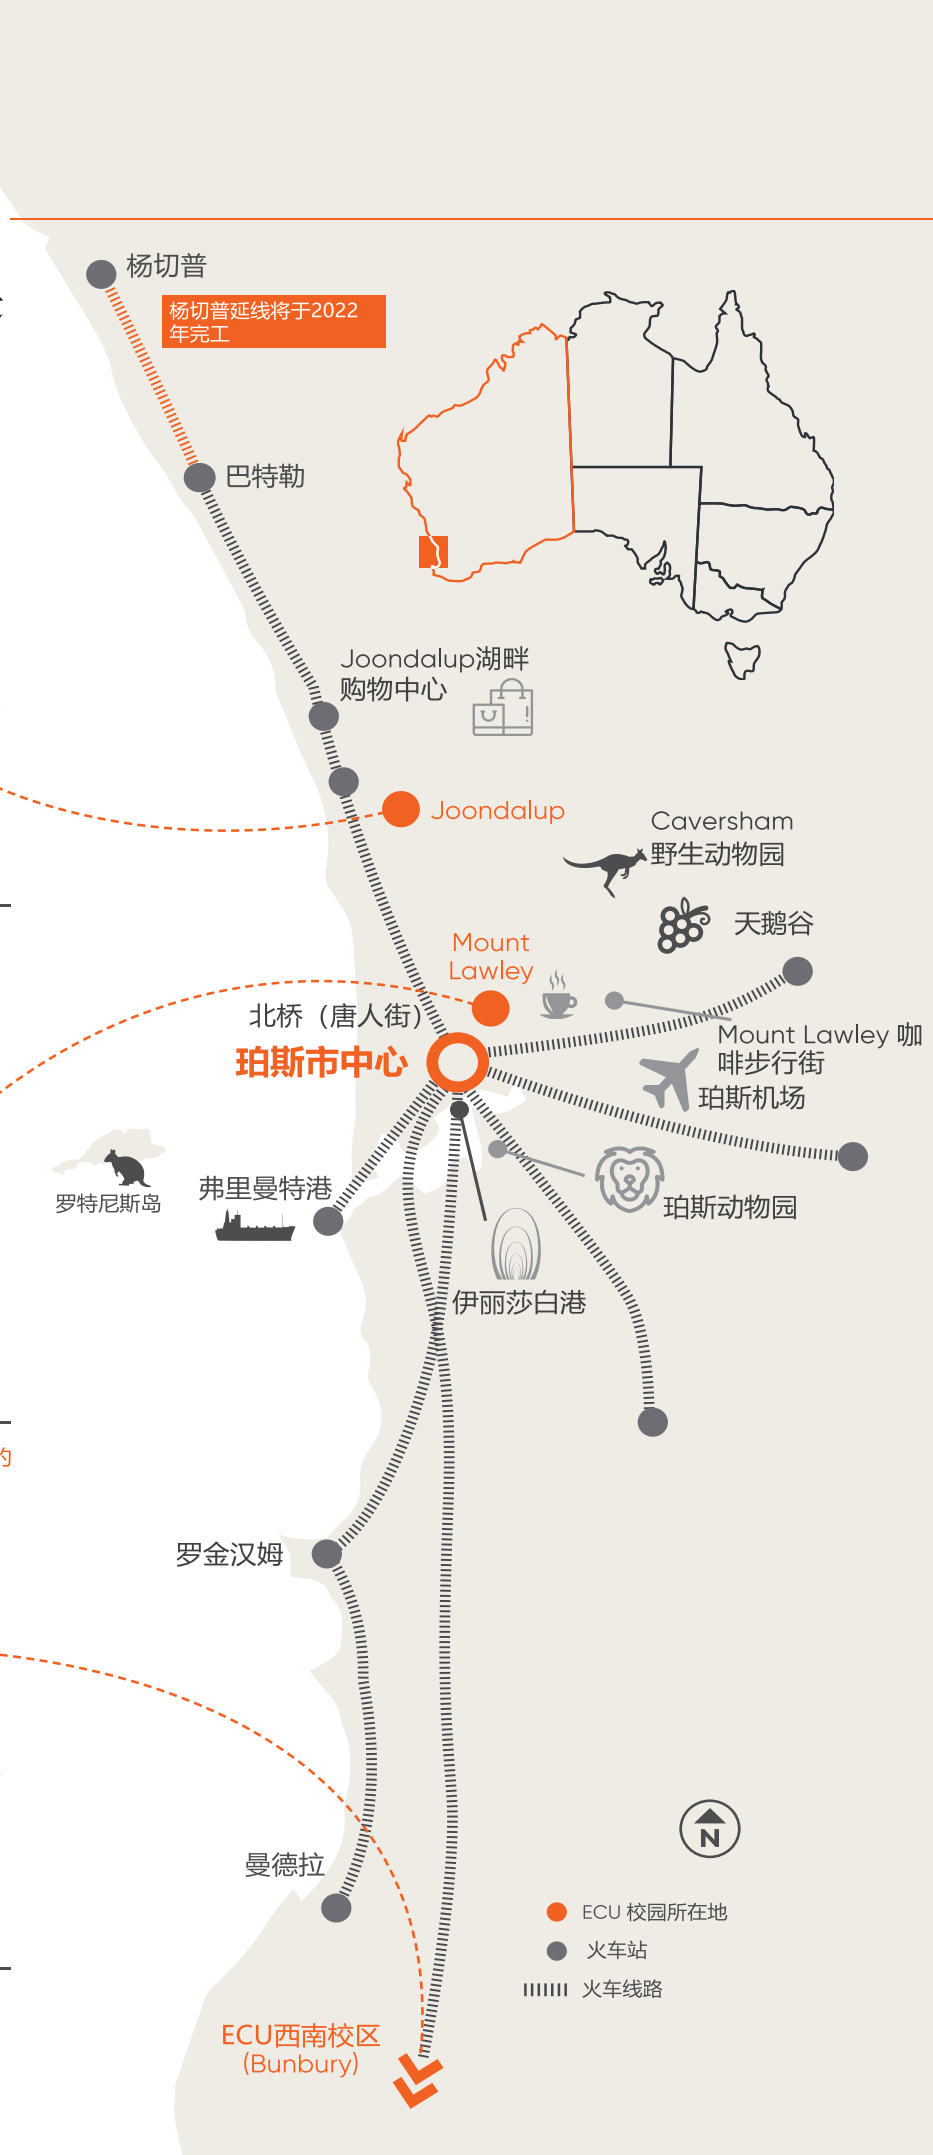 杨切普
杨切普延线将于2022
年完工
巴特勒
Joondalup湖畔
购物中心
Joondalup
Caversham
野生动物园
天鹅谷
Mount
Lawley
北桥（唐人街）
珀斯市中心
Mount Lawley 咖
啡步行街
珀斯机场
罗特尼斯岛
弗里曼特港
珀斯动物园
伊丽莎白港
的
罗金汉姆
N
曼德拉
ECU 校园所在地
火车站
火车线路
ECU西南校区
(Bunbury)